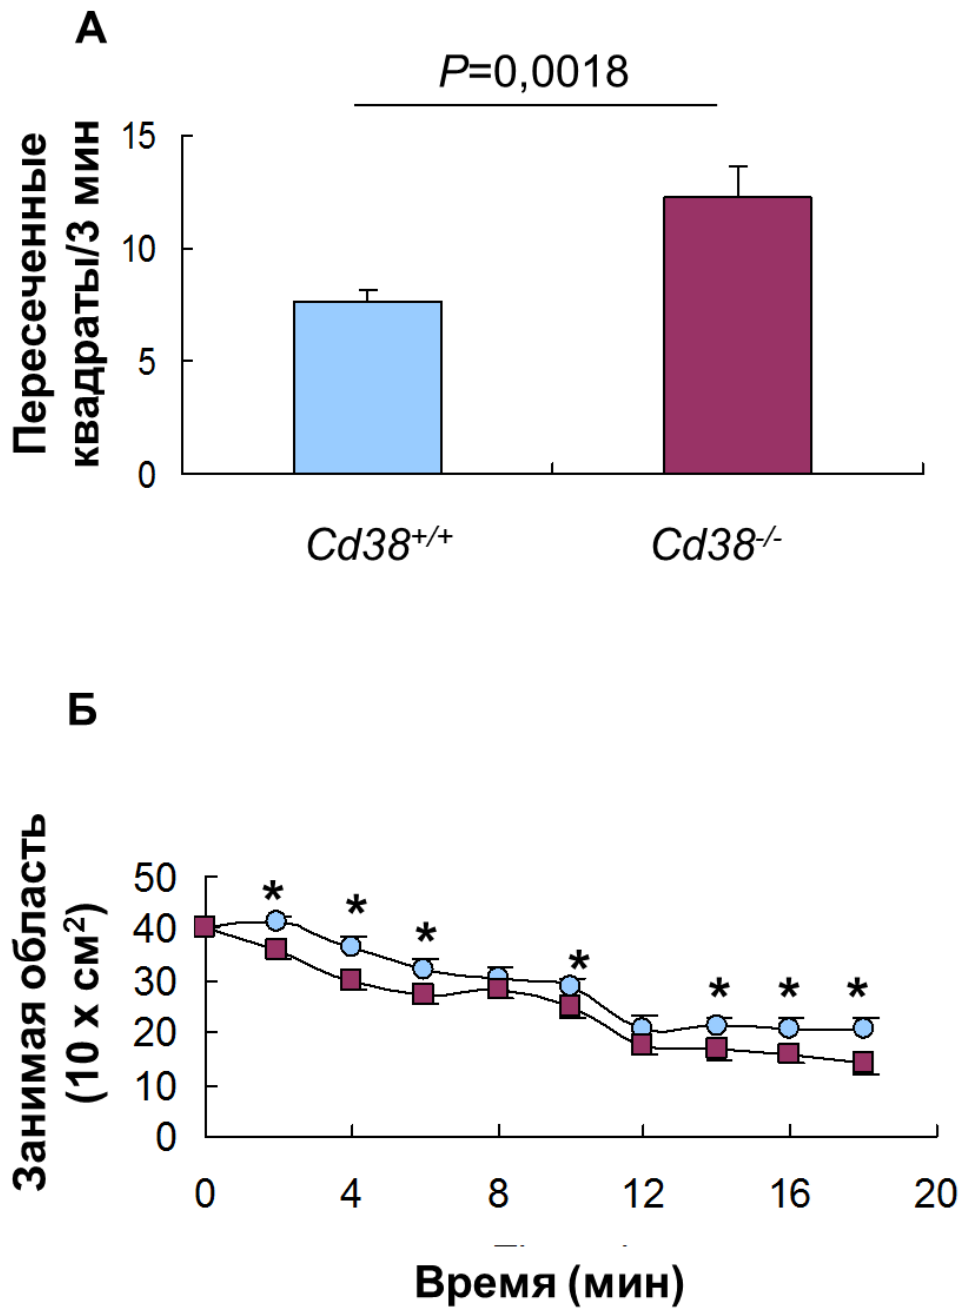 А
P=0,0018
Пересеченные
квадраты/3 мин
15
10
5
0
Cd38+/+
Cd38-/-
Б
Занимая область
(10 x см2)
50
40
30
20
10
0
* * * * * * *
0 4 8 12 16 20
Время (мин)